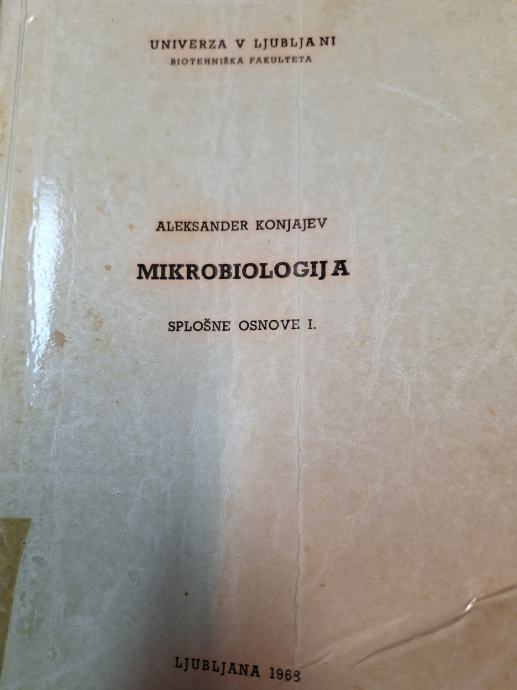 UNIVERZA V LJUBLJANI
BIOTEHNIŠKA FAKULTETA
ALEKSANDER KONJAJEV
MIKROBIOLOGIJA
SPLOŠNE OSNOVE I.
LJUBLJANA 1968